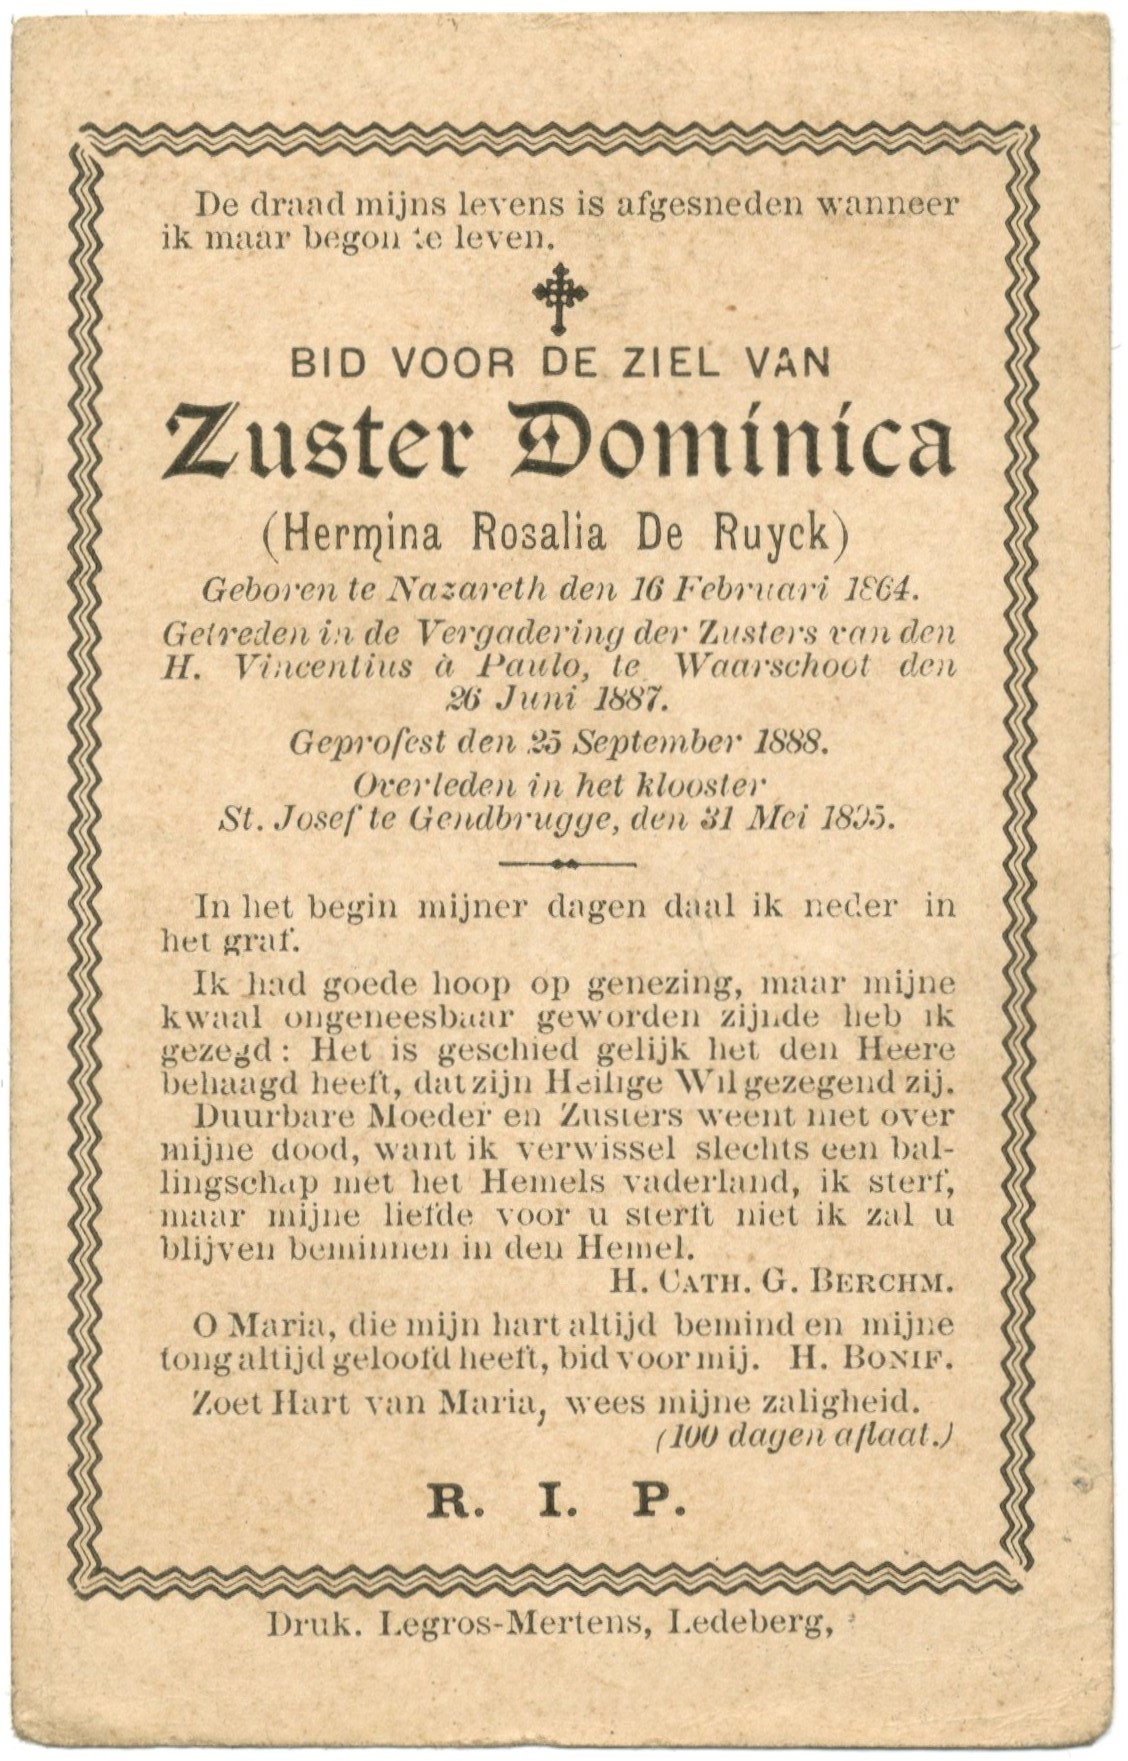 De draad mijns levens is afgesneden wanneer
ik maar begon te leven.
BID VOOR DE ZIEL VAN
Zuster Dominica
(Hermina Rosalia De Ruyck)
Geboren te Nazareth den 16 Februari 1864.
Getreden in de Vergadering der Zusters van den
H. Vincentius à Paulo, te Waarschoot den
26 Juni 1887.
Geprofest den 25 September 1888.
Overleden in het klooster
St. Josef te Gendbrugge, den 31 Mei 1895.
In het begin mijner dagen daal ik neder in
het graf.
Ik had goede hoop op genezing, maar mijne
kwaal ongeneesbaar geworden zijnde heb ik
gezegd : Het is geschied gelijk het den Heere
behaagd heeft, dat zijn Heilige Wil gezegend zij.
Duurbare Moeder en Zusters weent niet over
mijne dood, want ik verwissel slechts een bal-
lingschap met het Hemels vaderland, ik sterf,
maar mijne liefde voor u sterft niet ik zal u
blijven beminnen in den Hemel.
H. CATH. G. BERCHM.
O Maria, die mijn hart altijd bemind en mijne
tong altijd geloofd heeft, bid voor mij. H. BONIF.
Zoet Hart van Maria, wees mijne zaligheid.
(100 dagen aflaat.)
R. I. P.
Druk. Legros-Mertens, Ledeberg,